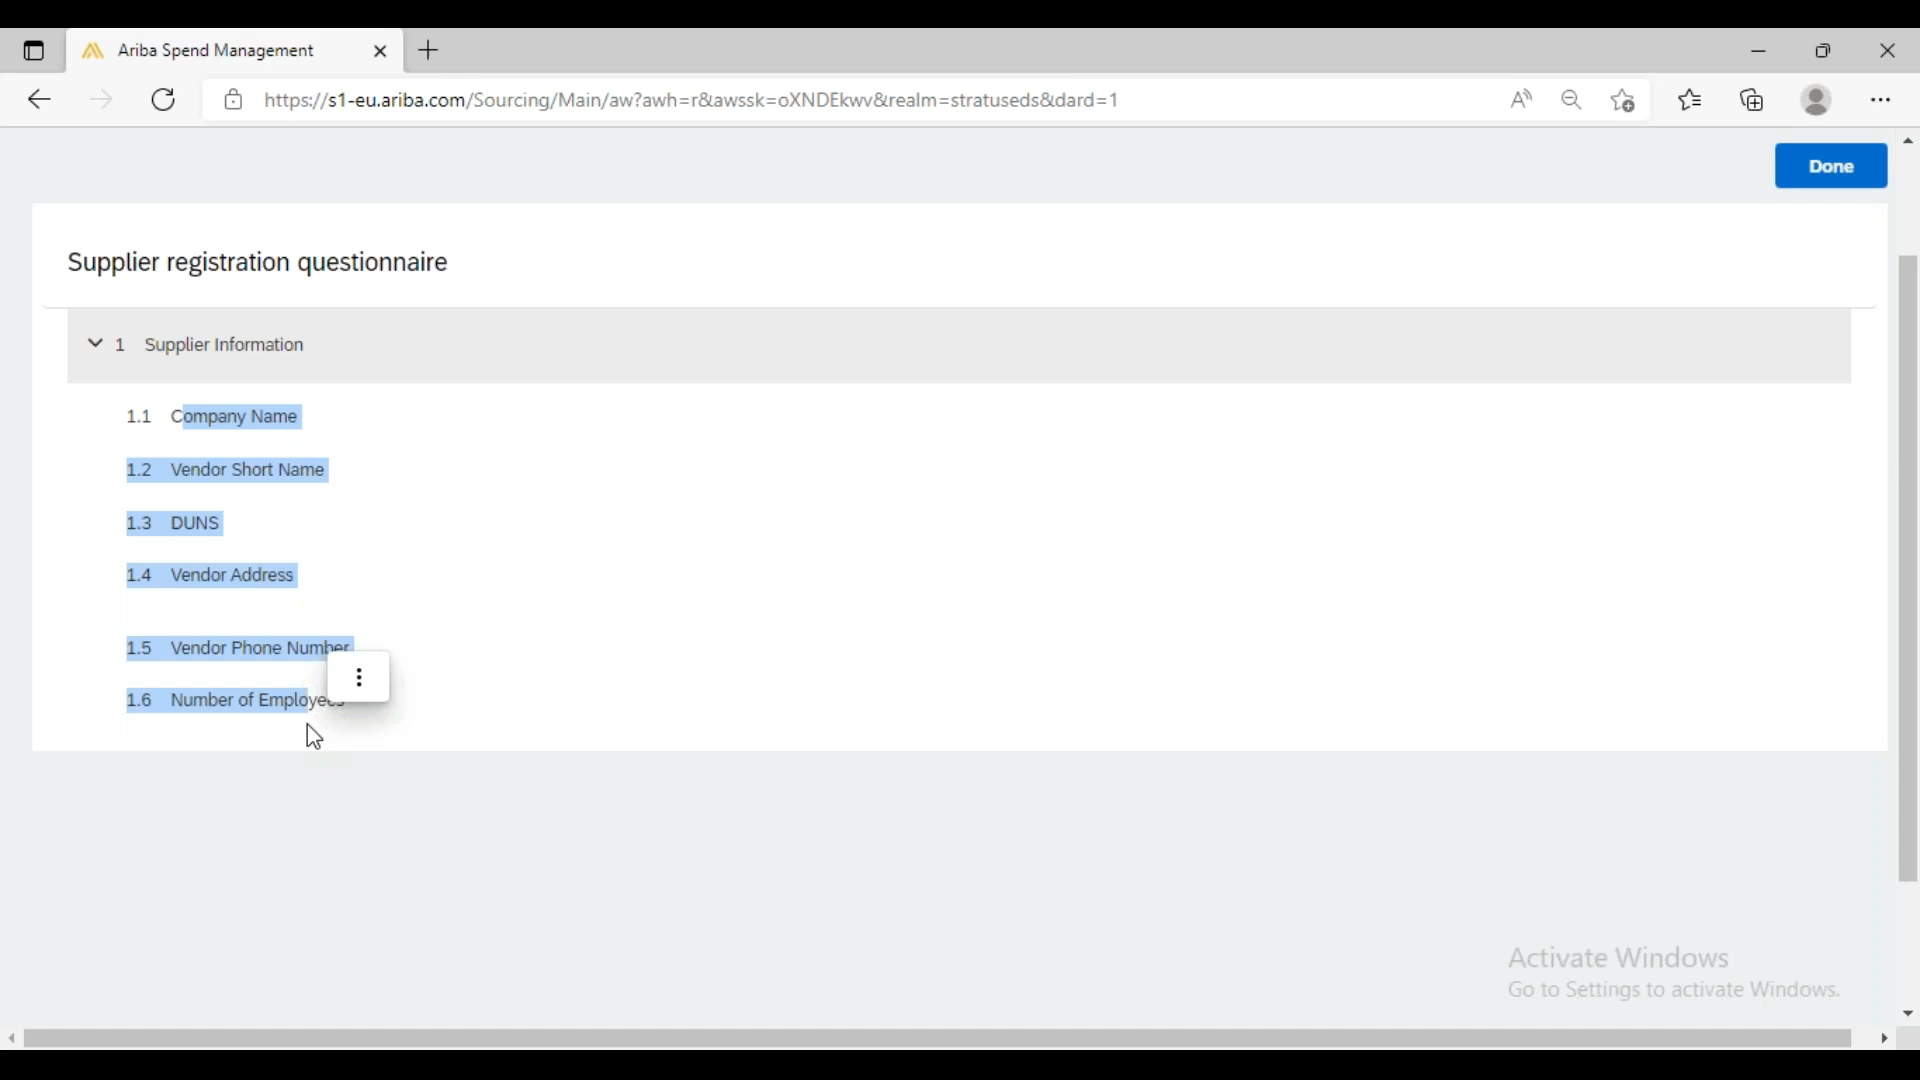 Ariba Spend Management
https://s1-eu.ariba.com/Sourcing/Main/aw?awh=r&awssk=oXNDEkwv&realm=stratuseds&dard=1
Done
Supplier registration questionnaire
1 Supplier Information
1.1 Company Name
1.2 Vendor Short Name
1.3 DUNS
1.4 Vendor Address
1.5 Vendor Phone Number
1.6 Number of Employees
Activate Windows
Go to Settings to activate Windows.